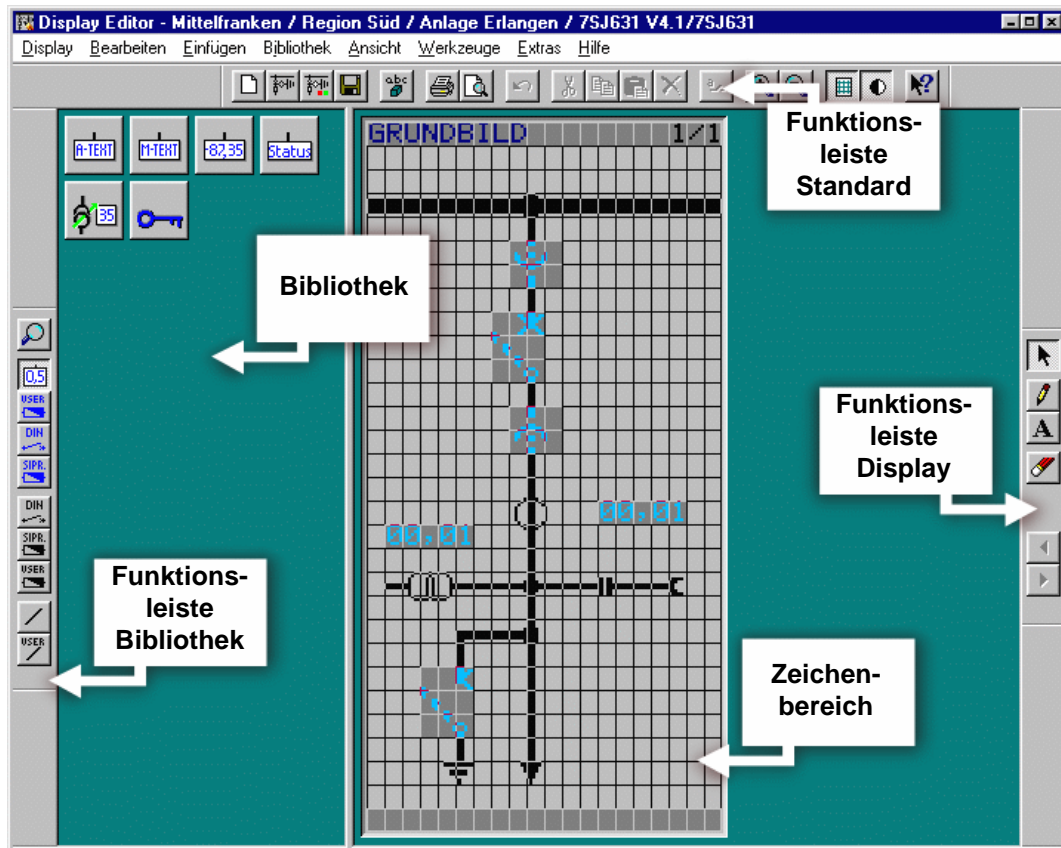 Display Editor - Mittelfranken / Region Süd / Anlage Erlangen / 7SJ631 V4.1/7SJ631
Display Bearbeiten Einfügen Bibliothek Ansicht Werkzeuge Extras Hilfe
abc
A-TEXT
M-TEXT
-87,35
Status
35
GRUNDBILD 1/1
Funktions-
leiste
Standard
Bibliothek
0,5
USER
DIN
SIPR.
DIN
SIPR.
USER
USER
A
Funktions-
leiste
Display
00,01
00,01
Funktions-
leiste
Bibliothek
Zeichen-
bereich